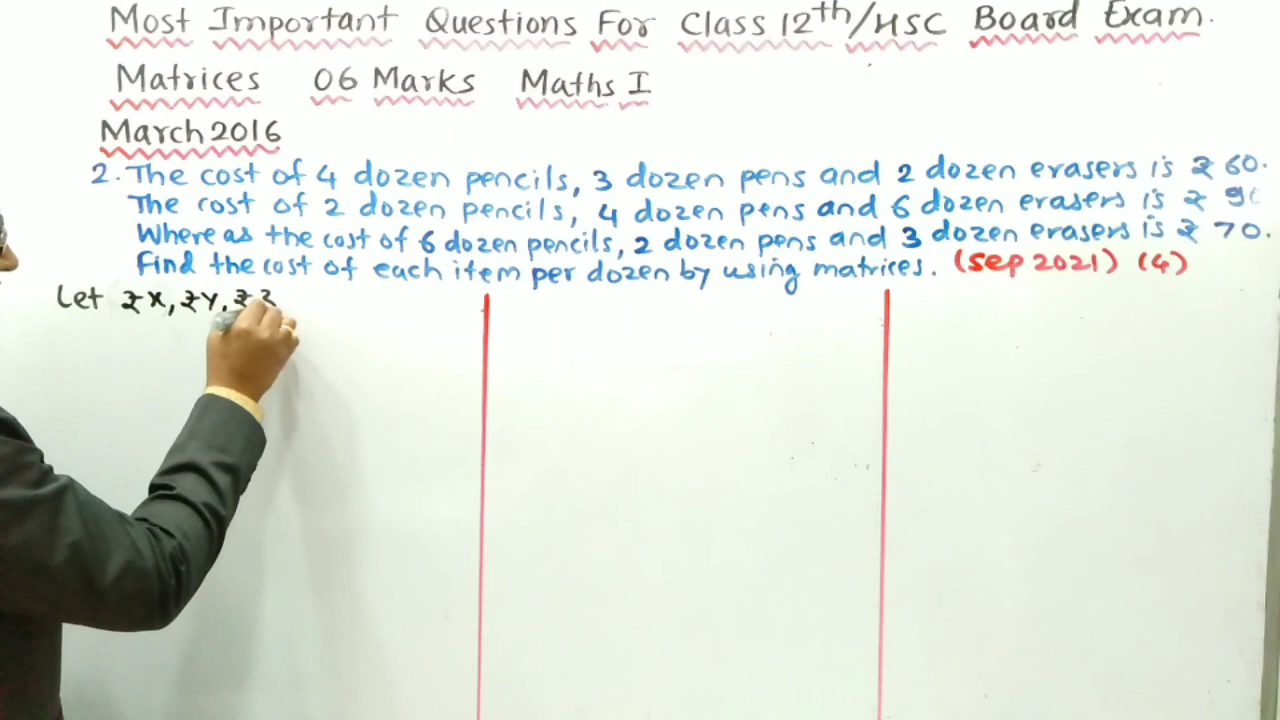 Most Important Questions For Class 12th/HSC Board Exam.
Matrices 06 Marks Maths I
March 2016
2. The cost of 4 dozen pencils, 3 dozen pens and 2 dozen erasers is ₹ 60.
The cost of 2 dozen pencils, 4 dozen pens and 6 dozen erasers is ₹
Where as the cost of 6 dozen pencils, 2 dozen pens and 3 dozen erasers is ₹ 70.
Find the cost of each item per dozen by using matrices. (Sep 2021) (4)
Let ₹ x, ₹ y, ₹ z